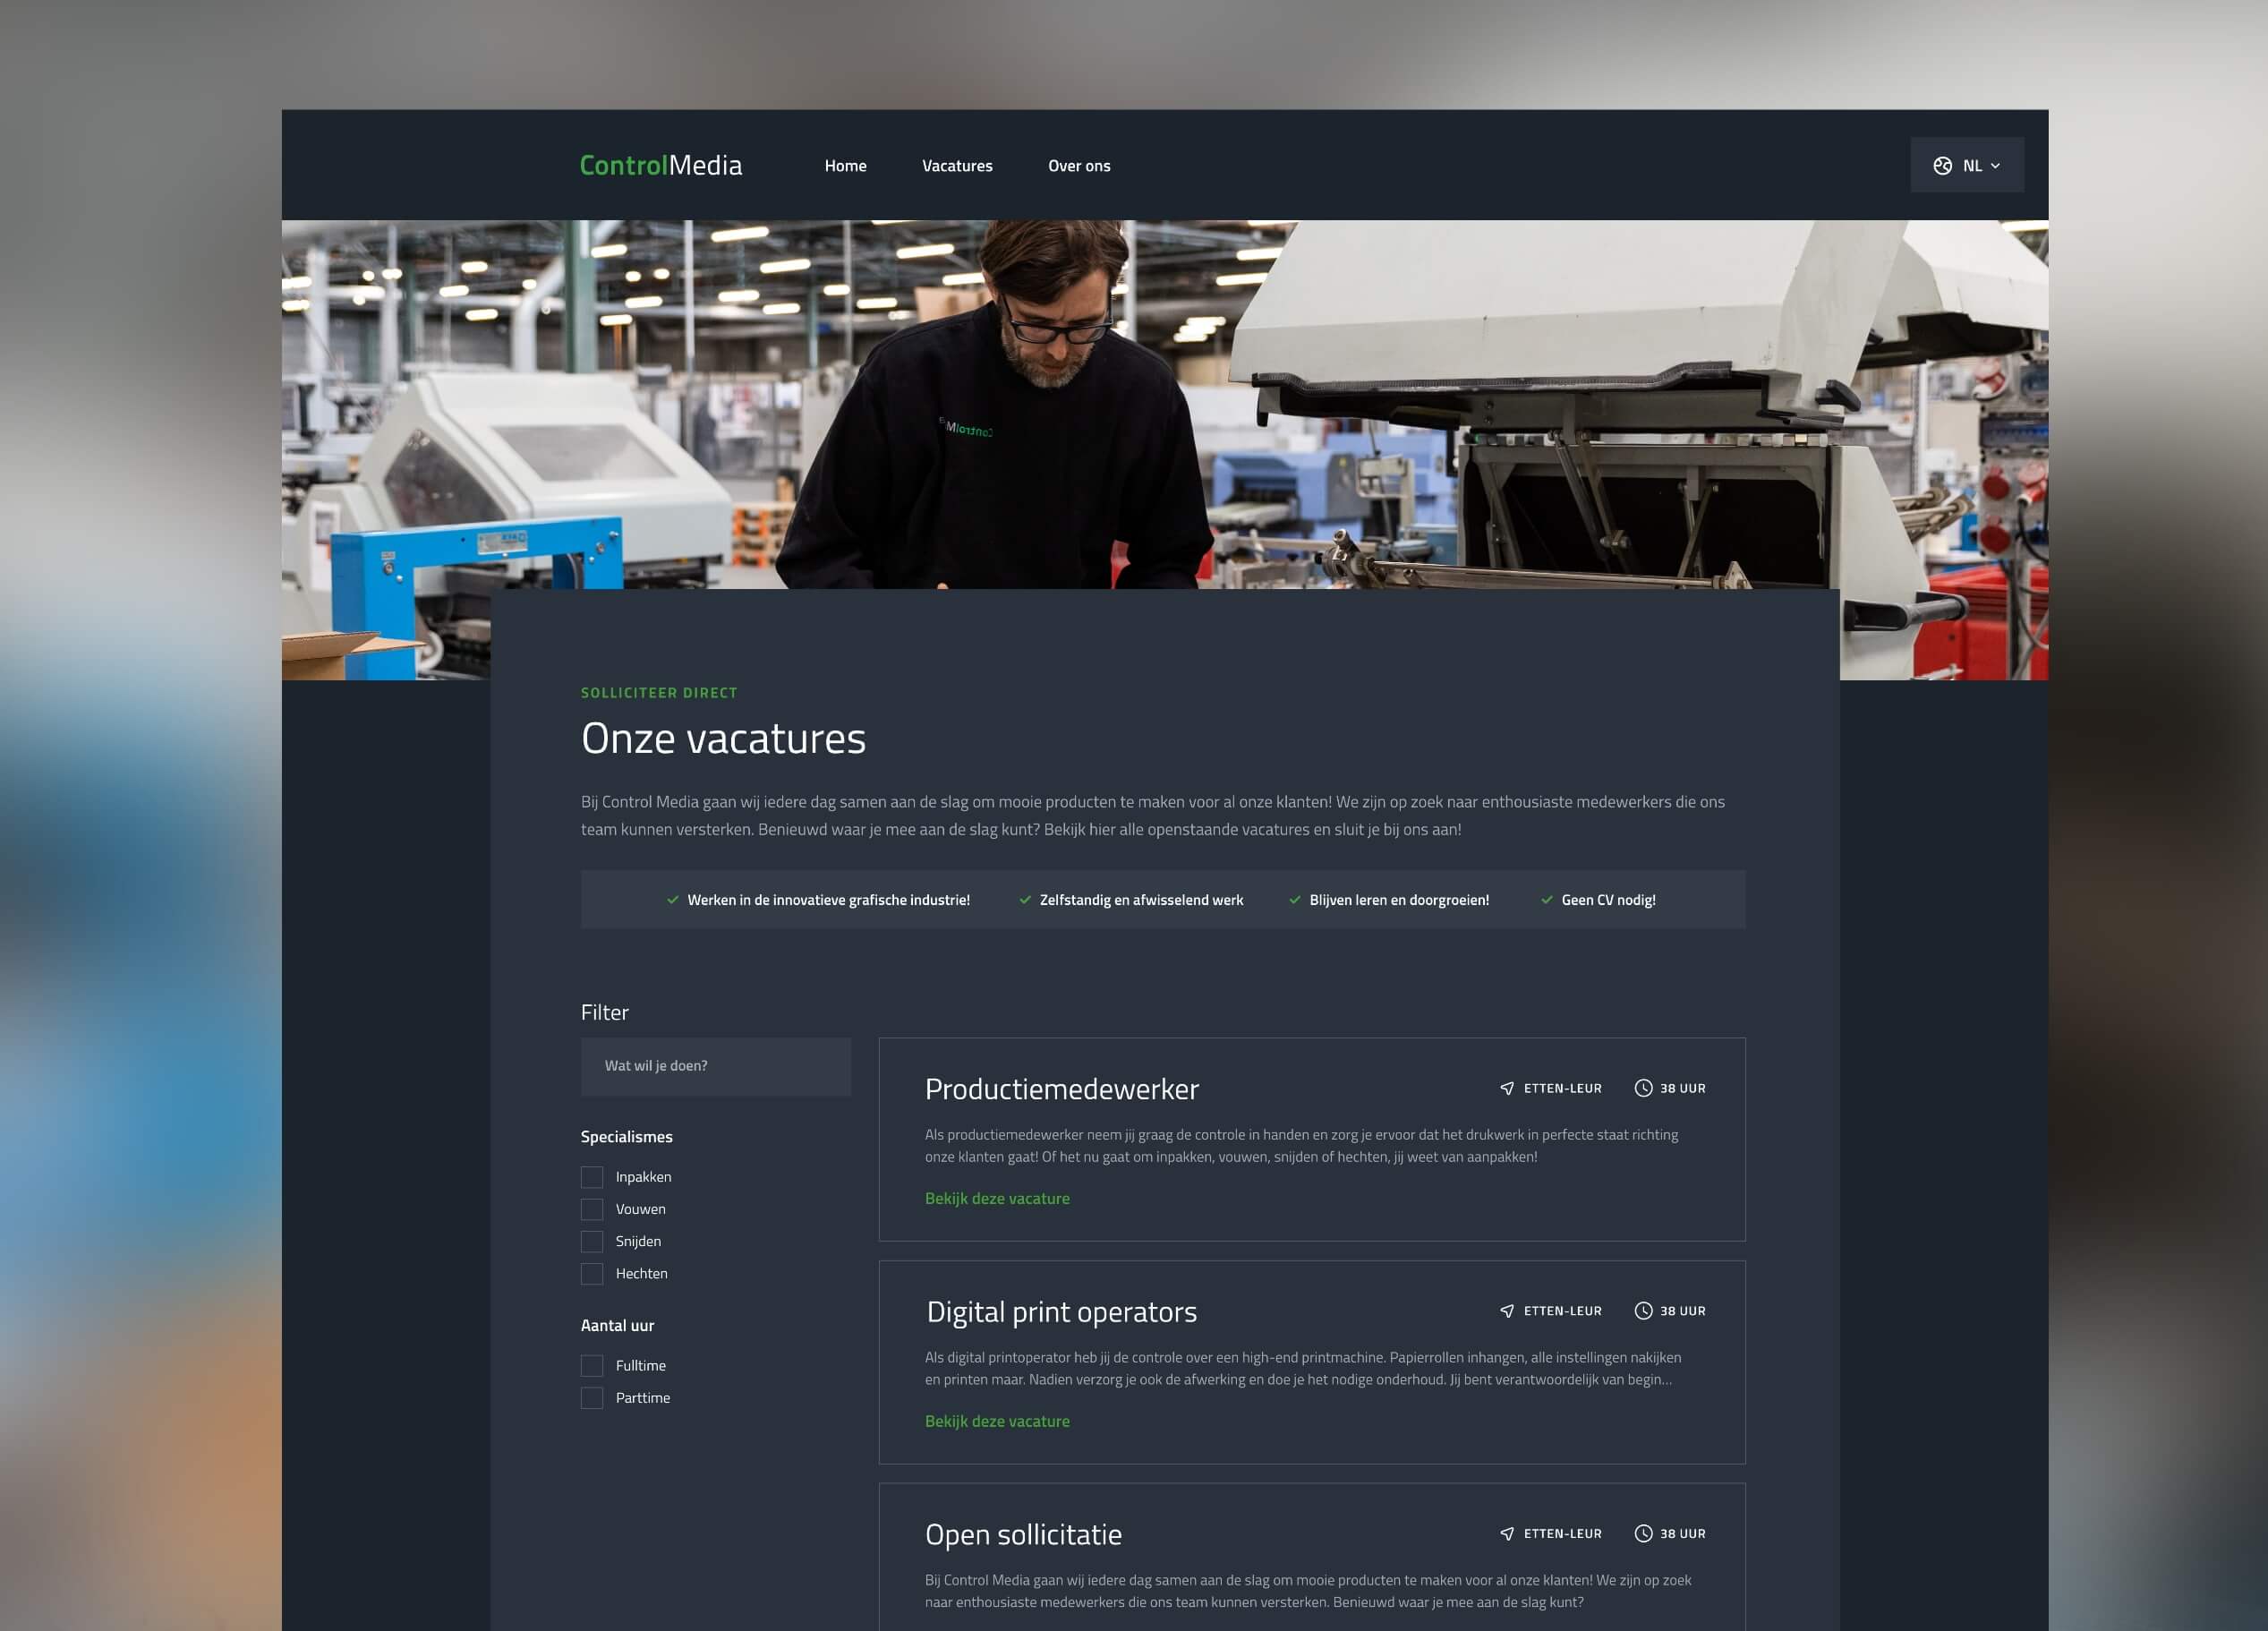 ControlMedia
Home
Vacatures
Over ons
NL
SOLLICITEER DIRECT
Onze vacatures
Bij Control Media gaan wij iedere dag samen aan de slag om mooie producten te maken voor al onze klanten! We zijn op zoek naar enthousiaste medewerkers die ons
team kunnen versterken. Benieuwd waar je mee aan de slag kunt? Bekijk hier alle openstaande vacatures en sluit je bij ons aan!
Werken in de innovatieve grafische industrie!
Zelfstandig en afwisselend werk
Blijven leren en doorgroeien!
Geen CV nodig!
Filter
Wat wil je doen?
Specialismes
Inpakken
Vouwen
Snijden
Hechten
Aantal uur
Fulltime
Parttime
Productiemedewerker
ETTEN-LEUR
38 UUR
Als productiemedewerker neem jij graag de controle in handen en zorg je ervoor dat het drukwerk in perfecte staat richting
onze klanten gaat! Of het nu gaat om inpakken, vouwen, snijden of hechten, jij weet van aanpakken!
Bekijk deze vacature
Digital print operators
ETTEN-LEUR
38 UUR
Als digital printoperator heb jij de controle over een high-end printmachine. Papierrollen inhangen, alle instellingen nakijken
en printen maar. Nadien verzorg je ook de afwerking en doe je het nodige onderhoud. Jij bent verantwoordelijk van begin...
Bekijk deze vacature
Open sollicitatie
ETTEN-LEUR
38 UUR
Bij Control Media gaan wij iedere dag samen aan de slag om mooie producten te maken voor al onze klanten! We zijn op zoek
naar enthousiaste medewerkers die ons team kunnen versterken. Benieuwd waar je mee aan de slag kunt?